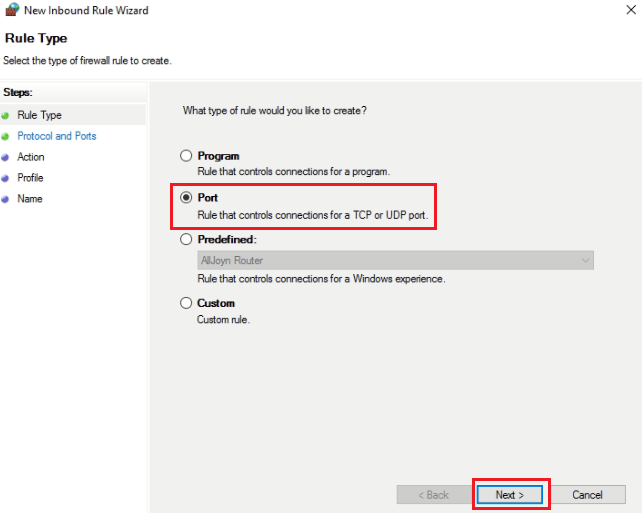 New Inbound Rule Wizard
Rule Type
Select the type of firewall rule to create.
Steps:
Rule Type
Protocol and Ports
Action
Profile
Name
What type of rule would you like to create?
Program
Rule that controls connections for a program.
Port
Rule that controls connections for a TCP or UDP port.
Predefined:
AllJoyn Router
Rule that controls connections for a Windows experience.
Custom
Custom rule.
< Back
Next >
Cancel